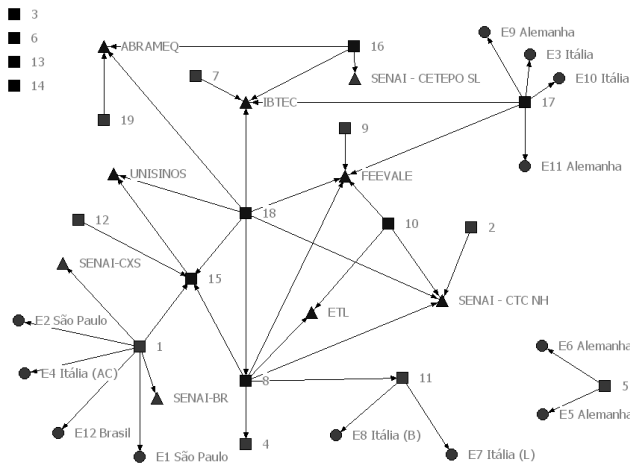 3
6
13
14
ABRAMEQ
16
E9 Alemanha
E3 Itália
E10 Itália
7
SENAI - CETEPO SL
IBTEC
17
19
9
E11 Alemanha
UNISINOS
FEEVALE
12
18
10
2
SENAI-CXS
15
ETL
SENAI - CTC NH
E2 São Paulo
1
E6 Alemanha
E4 Itália (AC)
8
11
5
SENAI-BR
E5 Alemanha
E12 Brasil
4
E8 Itália (B)
E1 São Paulo
E7 Itália (L)